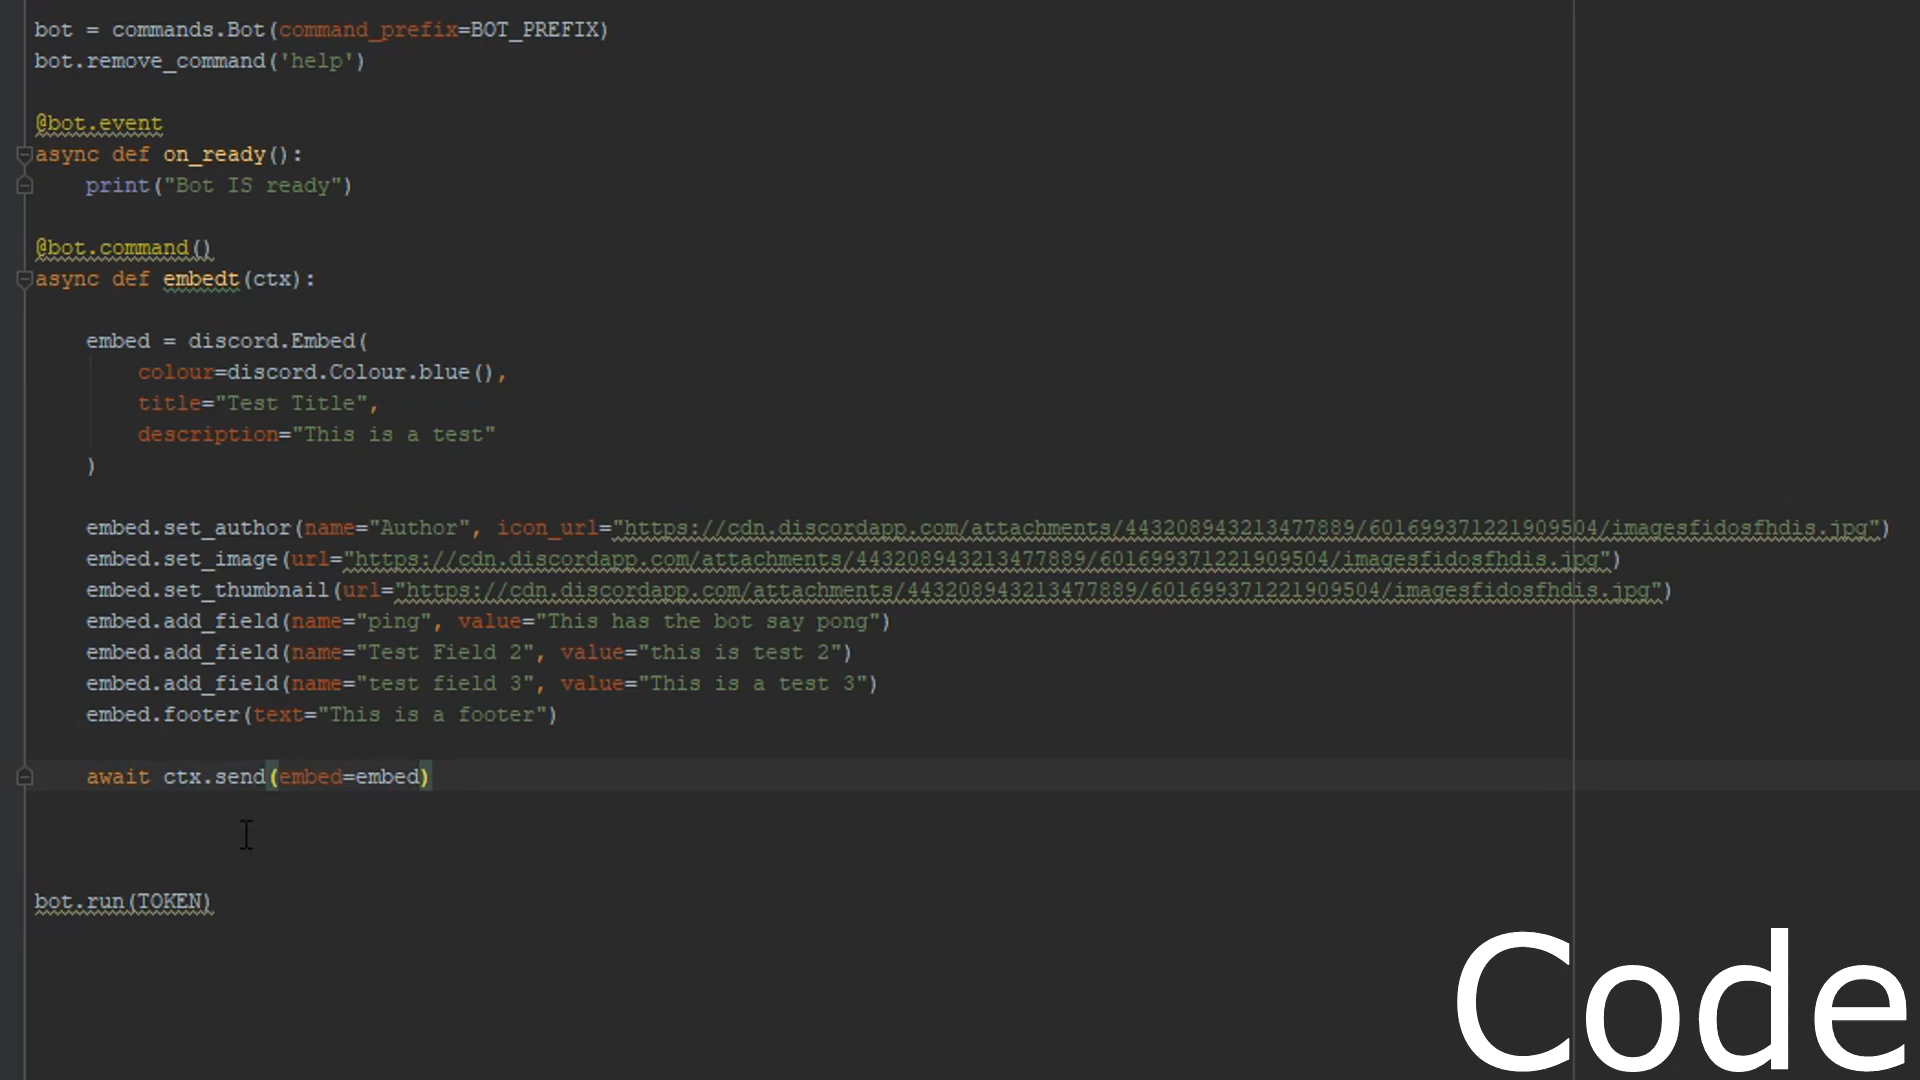 bot = commands.Bot(command_prefix=BOT_PREFIX)
bot.remove_command('help')
@bot.event
async def on_ready():
print("Bot IS ready")
@bot.command()
async def embedt(ctx):
embed = discord.Embed(
colour=discord.Colour.blue(),
title="Test Title",
description="This is a test"
)
embed.set_author(name="Author", icon_url="https://cdn.discordapp.com/attachments/443208943213477889/601699371221909504/imagesfidosfhdis.jpg")
embed.set_image(url="https://cdn.discordapp.com/attachments/443208943213477889/601699371221909504/imagesfidosfhdis.jpg")
embed.set_thumbnail(url="https://cdn.discordapp.com/attachments/443208943213477889/601699371221909504/imagesfidosfhdis.jpg")
embed.add_field(name="ping", value="This has the bot say pong")
embed.add_field(name="Test Field 2", value="this is test 2")
embed.add_field(name="test field 3", value="This is a test 3")
embed.footer(text="This is a footer")
await ctx.send(embed=embed)
bot.run(TOKEN)
Code